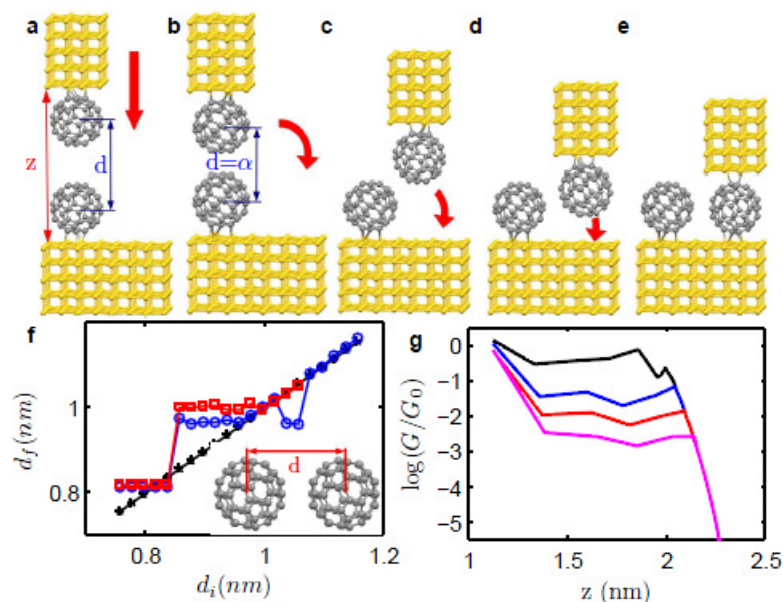 a b c d e
z d d=α
f
d_f(nm)
1
0.8
d
0.8 1 1.2
d_i(nm)
g
log(G/G_0)
0
−1
−2
−3
−4
−5
1 1.5 2 2.5
z (nm)